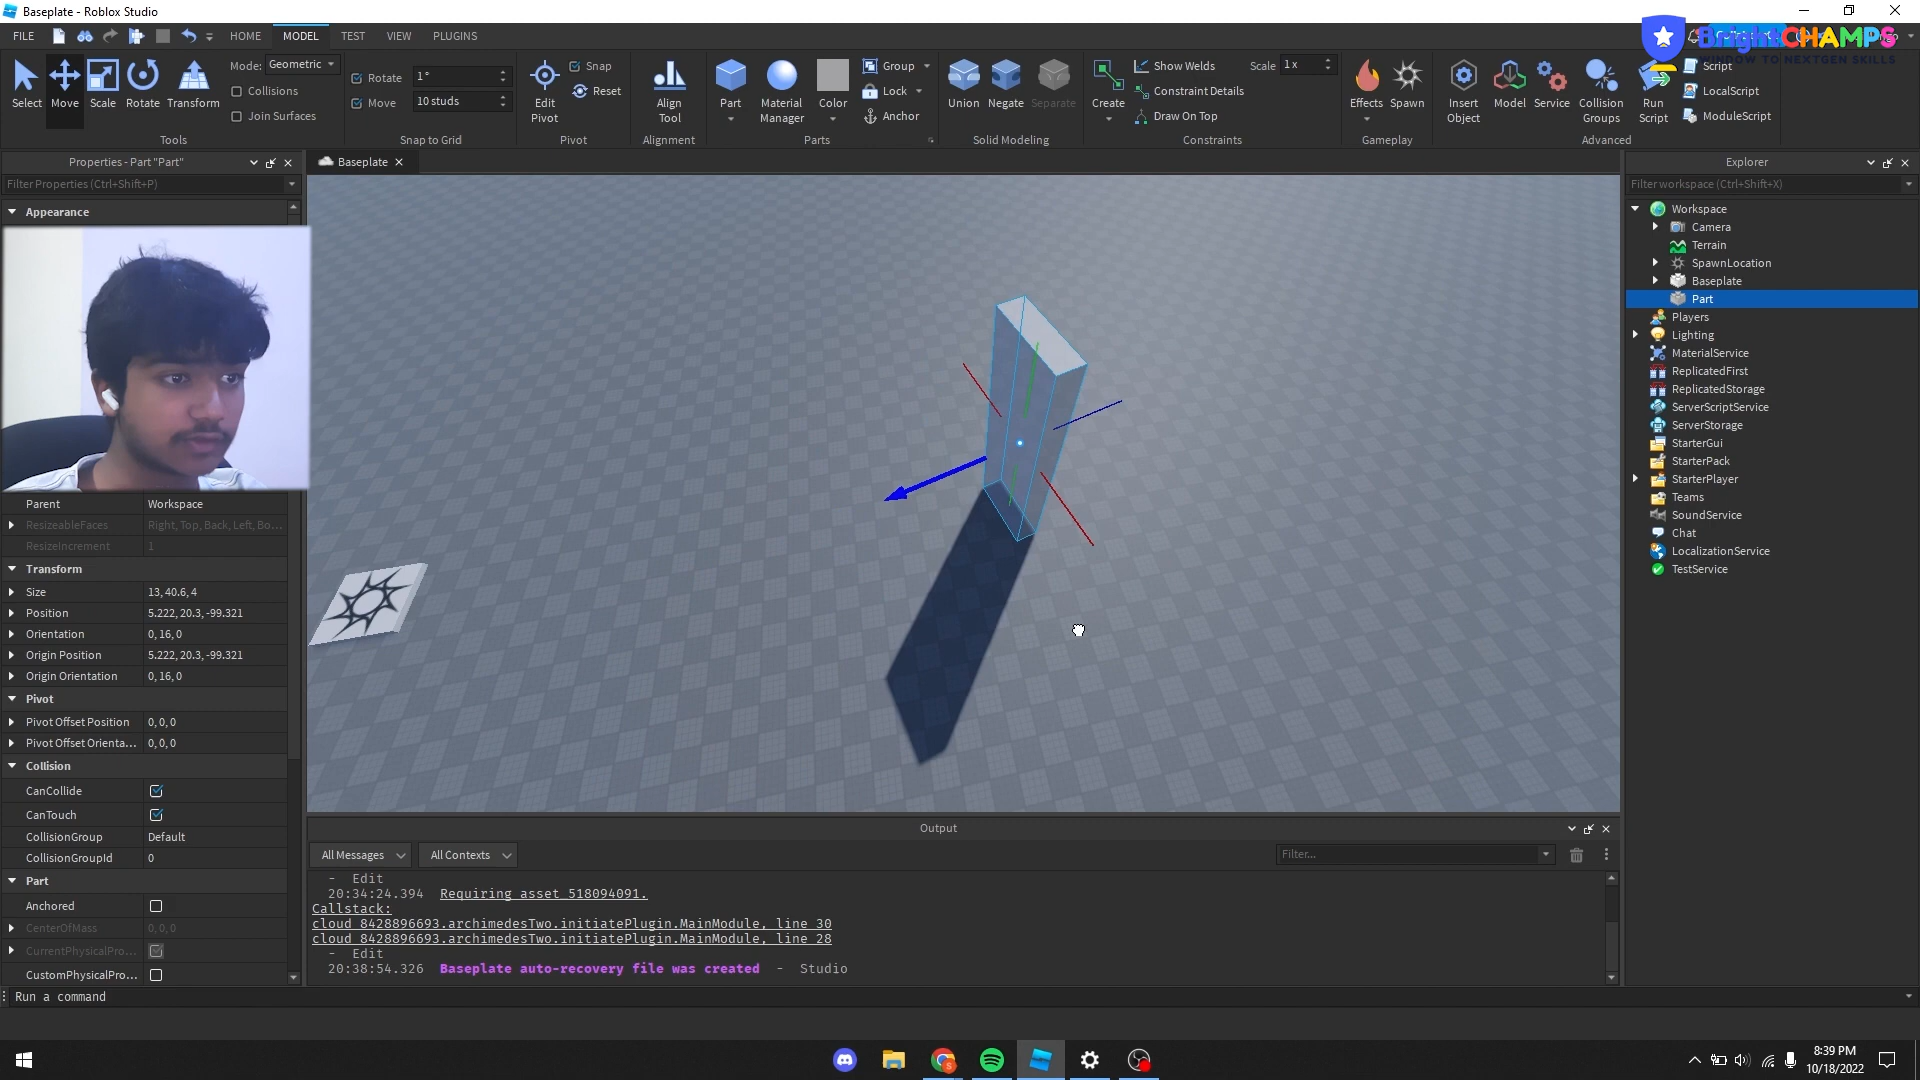 Baseplate - Roblox Studio
FILE HOME MODEL TEST VIEW PLUGINS
BrightCHAMPS
WINDOW TO NEXTGEN SKILLS
Select Move Scale Rotate Transform
Mode: Geometric
Collisions
Join Surfaces
Tools
Rotate 1°
Move 10 studs
Snap to Grid
Edit Pivot
Snap
Reset
Pivot
Align Tool
Alignment
Part
Material Manager
Color
Group
Lock
Anchor
Parts
Union Negate Separate
Solid Modeling
Create
Show Welds
Scale 1 x
Constraint Details
Draw On Top
Constraints
Effects Spawn
Gameplay
Insert Object
Model
Service
Collision Groups
Run Script
Script
LocalScript
ModuleScript
Advanced
Properties - Part "Part"
Filter Properties (Ctrl+Shift+P)
Appearance
Parent Workspace
ResizeableFaces Right, Top, Back, Left, Bo...
ResizeIncrement 1
Transform
Size 13, 40.6, 4
Position 5.222, 20.3, -99.321
Orientation 0, 16, 0
Origin Position 5.222, 20.3, -99.321
Origin Orientation 0, 16, 0
Pivot
Pivot Offset Position 0, 0, 0
Pivot Offset Orienta... 0, 0, 0
Collision
CanCollide
CanTouch
CollisionGroup Default
CollisionGroupId 0
Part
Anchored
CenterOfMass 0, 0, 0
CurrentPhysicalPro...
CustomPhysicalPro...
Baseplate
Output
All Messages All Contexts Filter...
- Edit
20:34:24.394 Requiring asset 518094091.
Callstack:
cloud_8428896693.archimedesTwo.initiatePlugin.MainModule, line 30
cloud_8428896693.archimedesTwo.initiatePlugin.MainModule, line 28
- Edit
20:38:54.326 Baseplate auto-recovery file was created - Studio
Explorer
Filter workspace (Ctrl+Shift+X)
Workspace
Camera
Terrain
SpawnLocation
Baseplate
Part
Players
Lighting
MaterialService
ReplicatedFirst
ReplicatedStorage
ServerScriptService
ServerStorage
StarterGui
StarterPack
StarterPlayer
Teams
SoundService
Chat
LocalizationService
TestService
Run a command
8:39 PM
10/18/2022